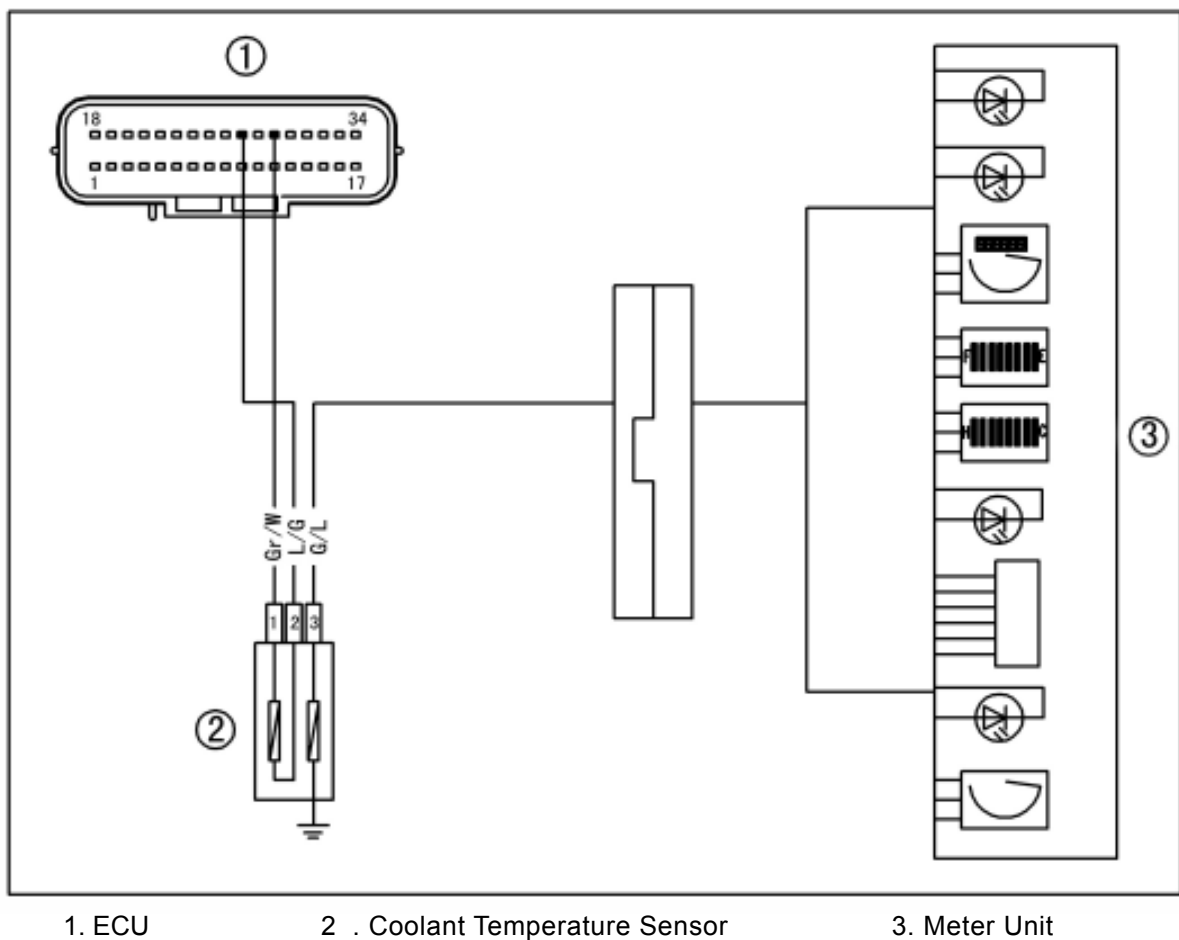 ①
18 34
1 17
③
Gr/W L/G G/L
1 2 3
②
F E
H C
1. ECU 2 . Coolant Temperature Sensor 3. Meter Unit